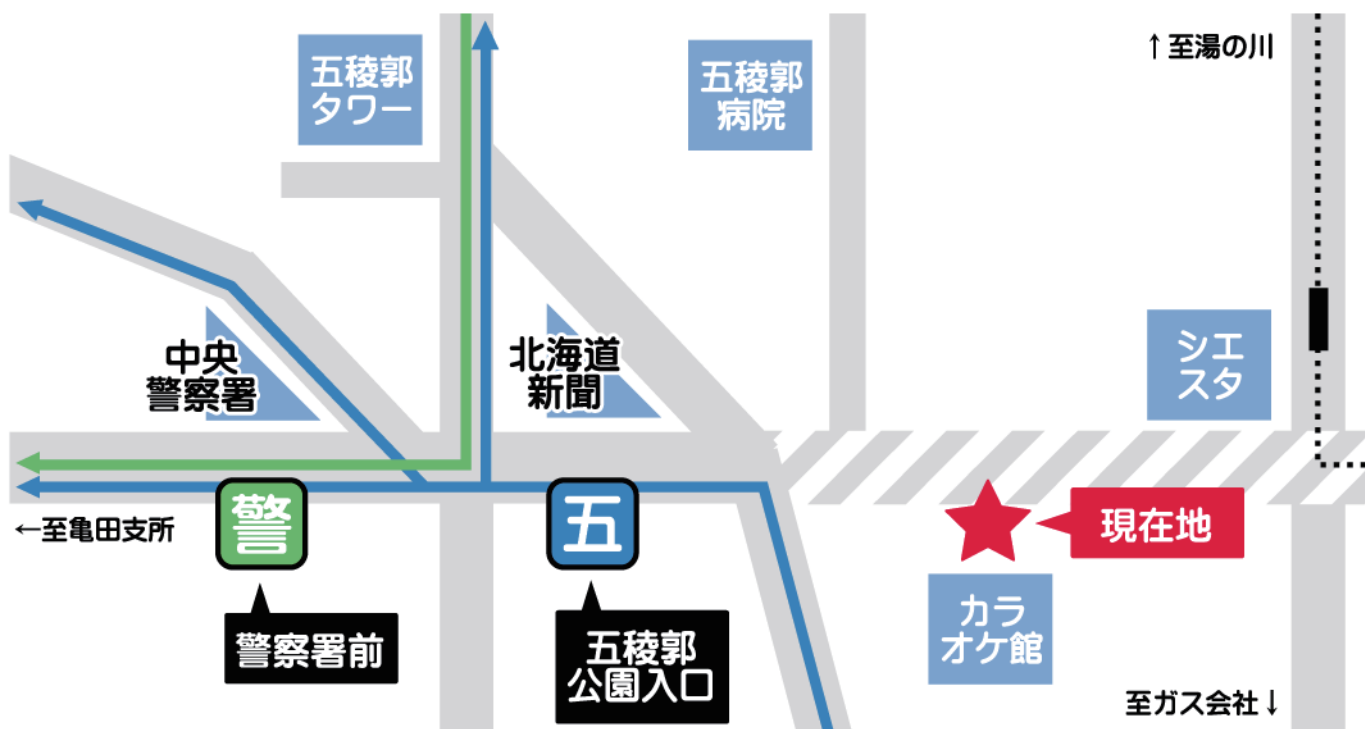 五稜郭
タワー
五稜郭
病院
↑至湯の川
中央
警察署
北海道
新聞
シエ
スタ
←至亀田支所
警
五
現在地
警察署前
五稜郭
公園入口
カラ
オケ館
至ガス会社↓